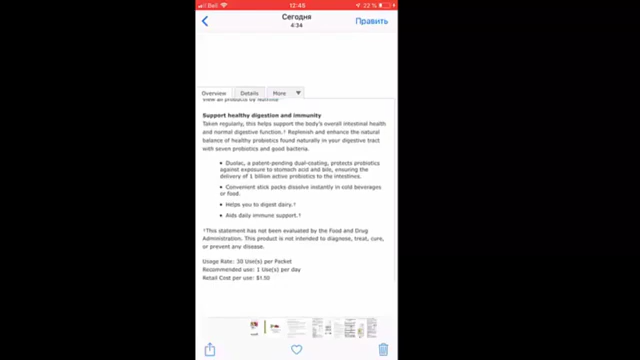 Bell
12:45
22 %
Сегодня
4:34
Править
Overview
Details
More
View all products by Nutrilite
Support healthy digestion and immunity
Taken regularly, this helps support the body's overall intestinal health
and normal digestive function.† Replenish and enhance the natural
balance of healthy probiotics found naturally in your digestive tract
with seven probiotics and good bacteria.
• Duolac, a patent-pending dual-coating, protects probiotics
against exposure to stomach acid and bile, ensuring the
delivery of 1 billion active probiotics to the intestines.
• Convenient stick packs dissolve instantly in cold beverages
or food.
• Helps you to digest dairy.†
• Aids daily immune support.†
†This statement has not been evaluated by the Food and Drug
Administration. This product is not intended to diagnose, treat, cure,
or prevent any disease.
Usage Rate: 30 Use(s) per Packet
Recommended use: 1 Use(s) per day
Retail Cost per use: $1.50